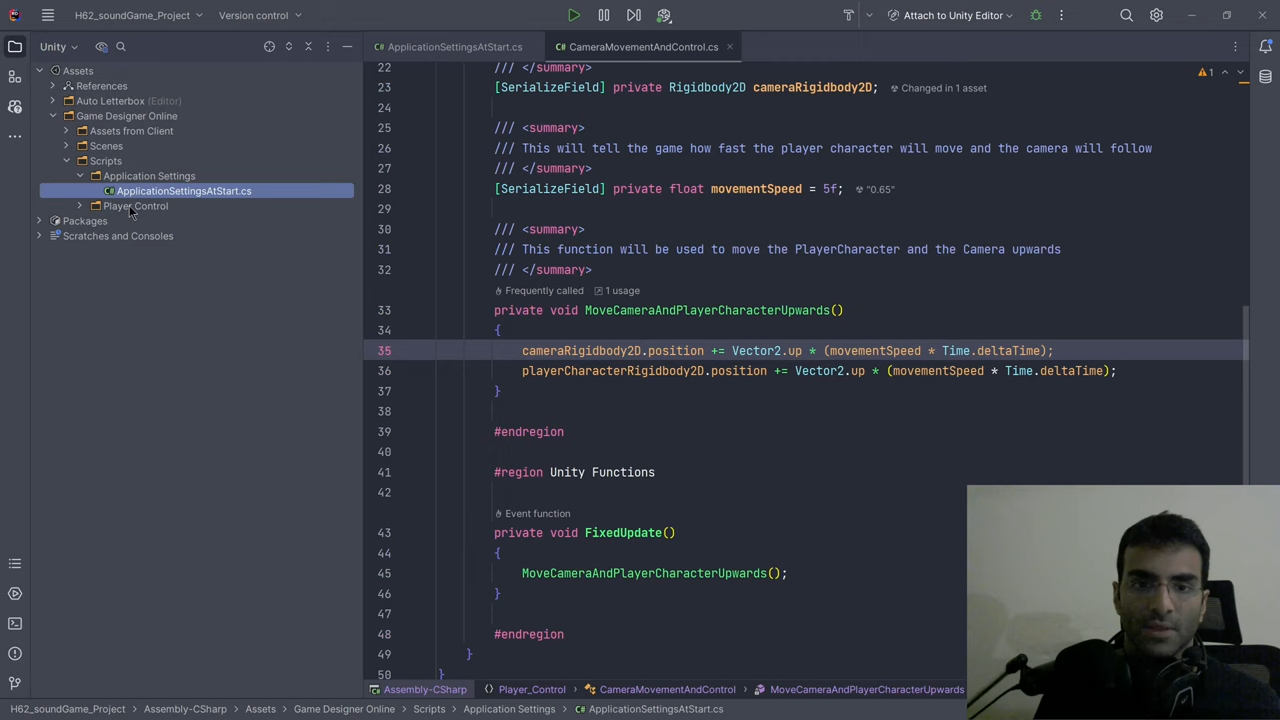 H62_soundGame_Project
Version control
Attach to Unity Editor
Unity
ApplicationSettingsAtStart.cs
CameraMovementAndControl.cs
Assets
References
Auto Letterbox (Editor)
Game Designer Online
Assets from Client
Scenes
Scripts
Application Settings
C# ApplicationSettingsAtStart.cs
Player Control
Packages
Scratches and Consoles
22 /// </summary>
23 [SerializeField] private Rigidbody2D cameraRigidbody2D; Changed in 1 asset
24
25 /// <summary>
26 /// This will tell the game how fast the player character will move and the camera will follow
27 /// </summary>
28 [SerializeField] private float movementSpeed = 5f; "0.65"
29
30 /// <summary>
31 /// This function will be used to move the PlayerCharacter and the Camera upwards
32 /// </summary>
Frequently called 1 usage
33 private void MoveCameraAndPlayerCharacterUpwards()
34 {
35 cameraRigidbody2D.position += Vector2.up * (movementSpeed * Time.deltaTime);
36 playerCharacterRigidbody2D.position += Vector2.up * (movementSpeed * Time.deltaTime);
37 }
38
39 #endregion
40
41 #region Unity Functions
42
Event function
43 private void FixedUpdate()
44 {
45 MoveCameraAndPlayerCharacterUpwards();
46 }
47
48 #endregion
49 }
50 }
1
Assembly-CSharp Player_Control CameraMovementAndControl MoveCameraAndPlayerCharacterUpwards
H62_soundGame_Project Assembly-CSharp Assets Game Designer Online Scripts Application Settings C# ApplicationSettingsAtStart.cs